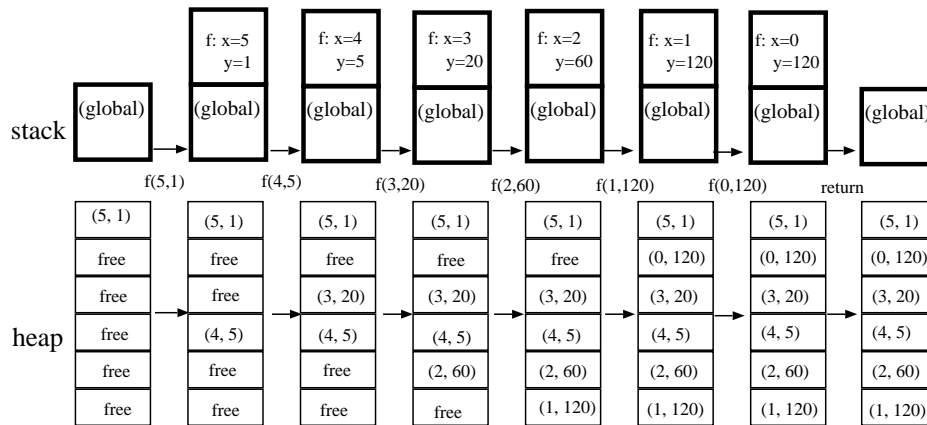 f: x=5 f: x=4 f: x=3 f: x=2 f: x=1 f: x=0
y=1 y=5 y=20 y=60 y=120 y=120
(global) (global) (global) (global) (global) (global) (global) (global)
stack
f(5,1) f(4,5) f(3,20) f(2,60) f(1,120) f(0,120) return
(5, 1) (5, 1) (5, 1) (5, 1) (5, 1) (5, 1) (5, 1) (5, 1)
free free free free free (0, 120) (0, 120) (0, 120)
free free (3, 20) (3, 20) (3, 20) (3, 20) (3, 20) (3, 20)
heap free (4, 5) (4, 5) (4, 5) (4, 5) (4, 5) (4, 5) (4, 5)
free free free (2, 60) (2, 60) (2, 60) (2, 60) (2, 60)
free free free free (1, 120) (1, 120) (1, 120) (1, 120)